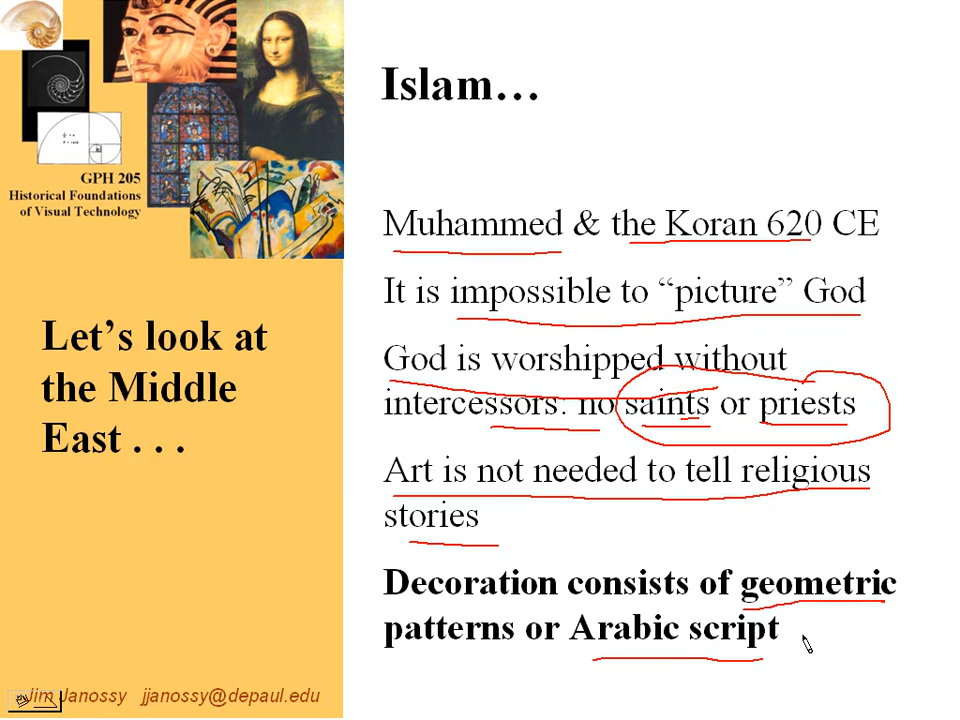 GPH 205
Historical Foundations
of Visual Technology
Let’s look at
the Middle
East . . .
Jim Janossy jjanossy@depaul.edu
Islam…
Muhammed & the Koran 620 CE
It is impossible to “picture” God
God is worshipped without
intercessors: no saints or priests
Art is not needed to tell religious
stories
Decoration consists of geometric
patterns or Arabic script